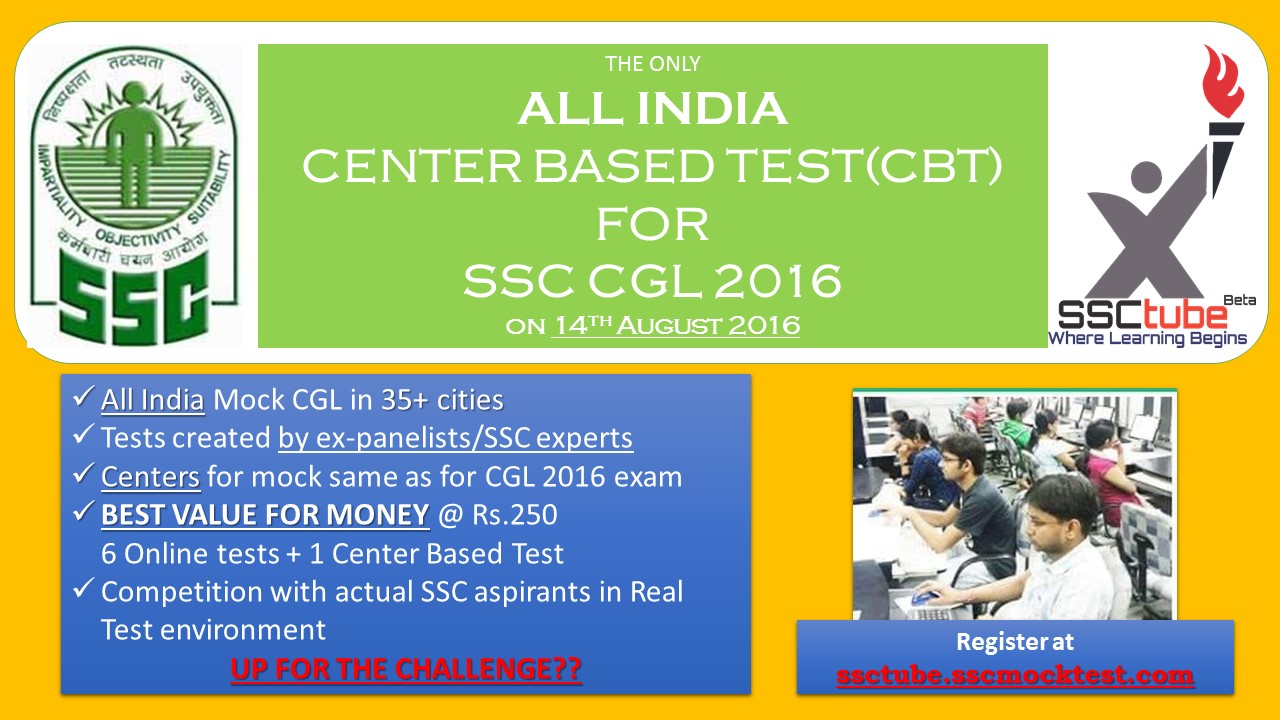 निष्पक्षता तटस्थता उपयुक्तता
IMPARTIALITY OBJECTIVITY SUITABILITY
कर्मचारी चयन आयोग
SSC
THE ONLY
ALL INDIA
CENTER BASED TEST(CBT)
FOR
SSC CGL 2016
ON 14TH AUGUST 2016
SSCtube Beta
Where Learning Begins
✓ All India Mock CGL in 35+ cities
✓ Tests created by ex-panelists/SSC experts
✓ Centers for mock same as for CGL 2016 exam
✓ BEST VALUE FOR MONEY @ Rs.250
6 Online tests + 1 Center Based Test
✓ Competition with actual SSC aspirants in Real
Test environment
UP FOR THE CHALLENGE??
Register at
ssctube.sscmocktest.com